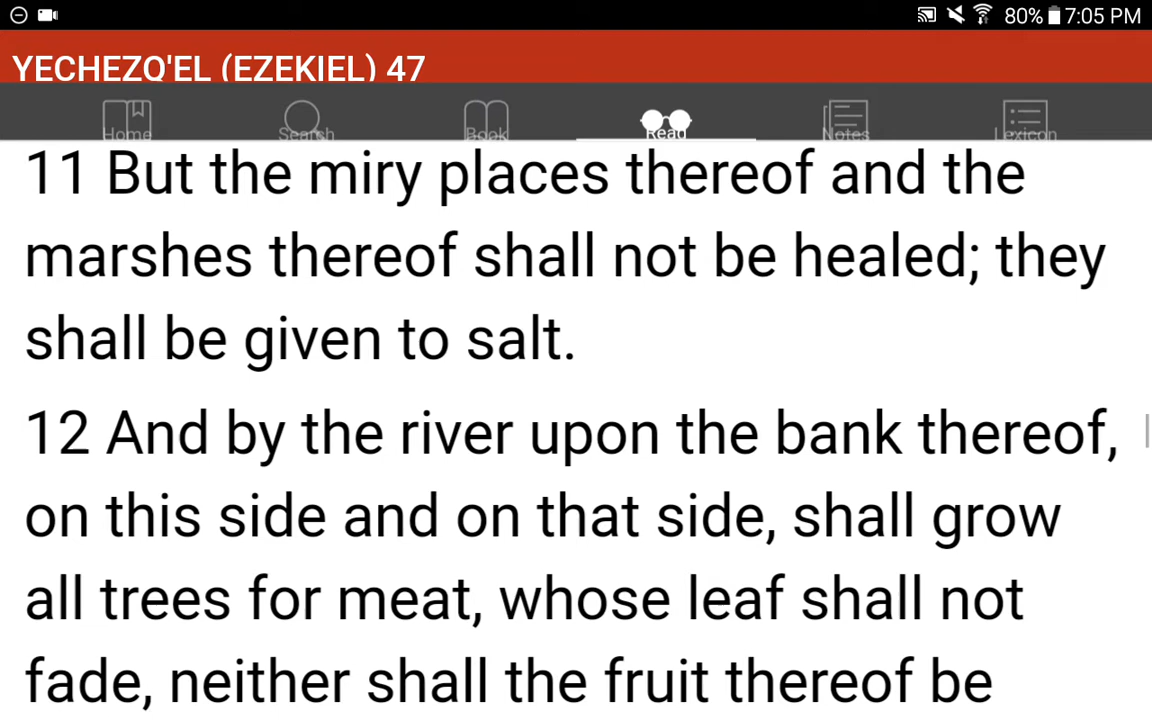 80% 7:05 PM
YECHEZQ'EL (EZEKIEL) 47
Home Search Book Read Notes Lexicon
11 But the miry places thereof and the
marshes thereof shall not be healed; they
shall be given to salt.
12 And by the river upon the bank thereof,
on this side and on that side, shall grow
all trees for meat, whose leaf shall not
fade, neither shall the fruit thereof be